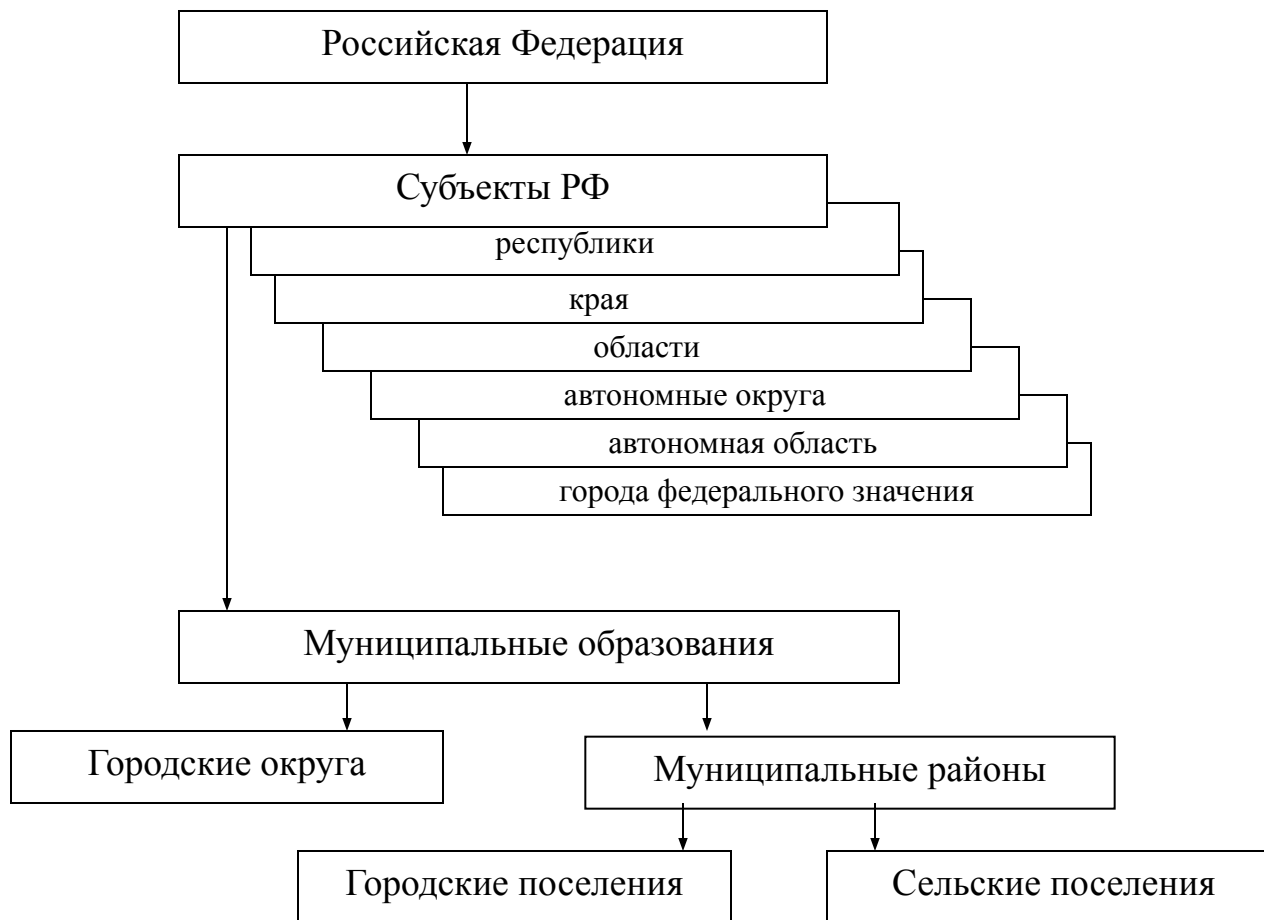 Российская Федерация
Субъекты РФ
республики
края
области
автономные округа
автономная область
города федерального значения
Муниципальные образования
Городские округа
Муниципальные районы
Городские поселения
Сельские поселения